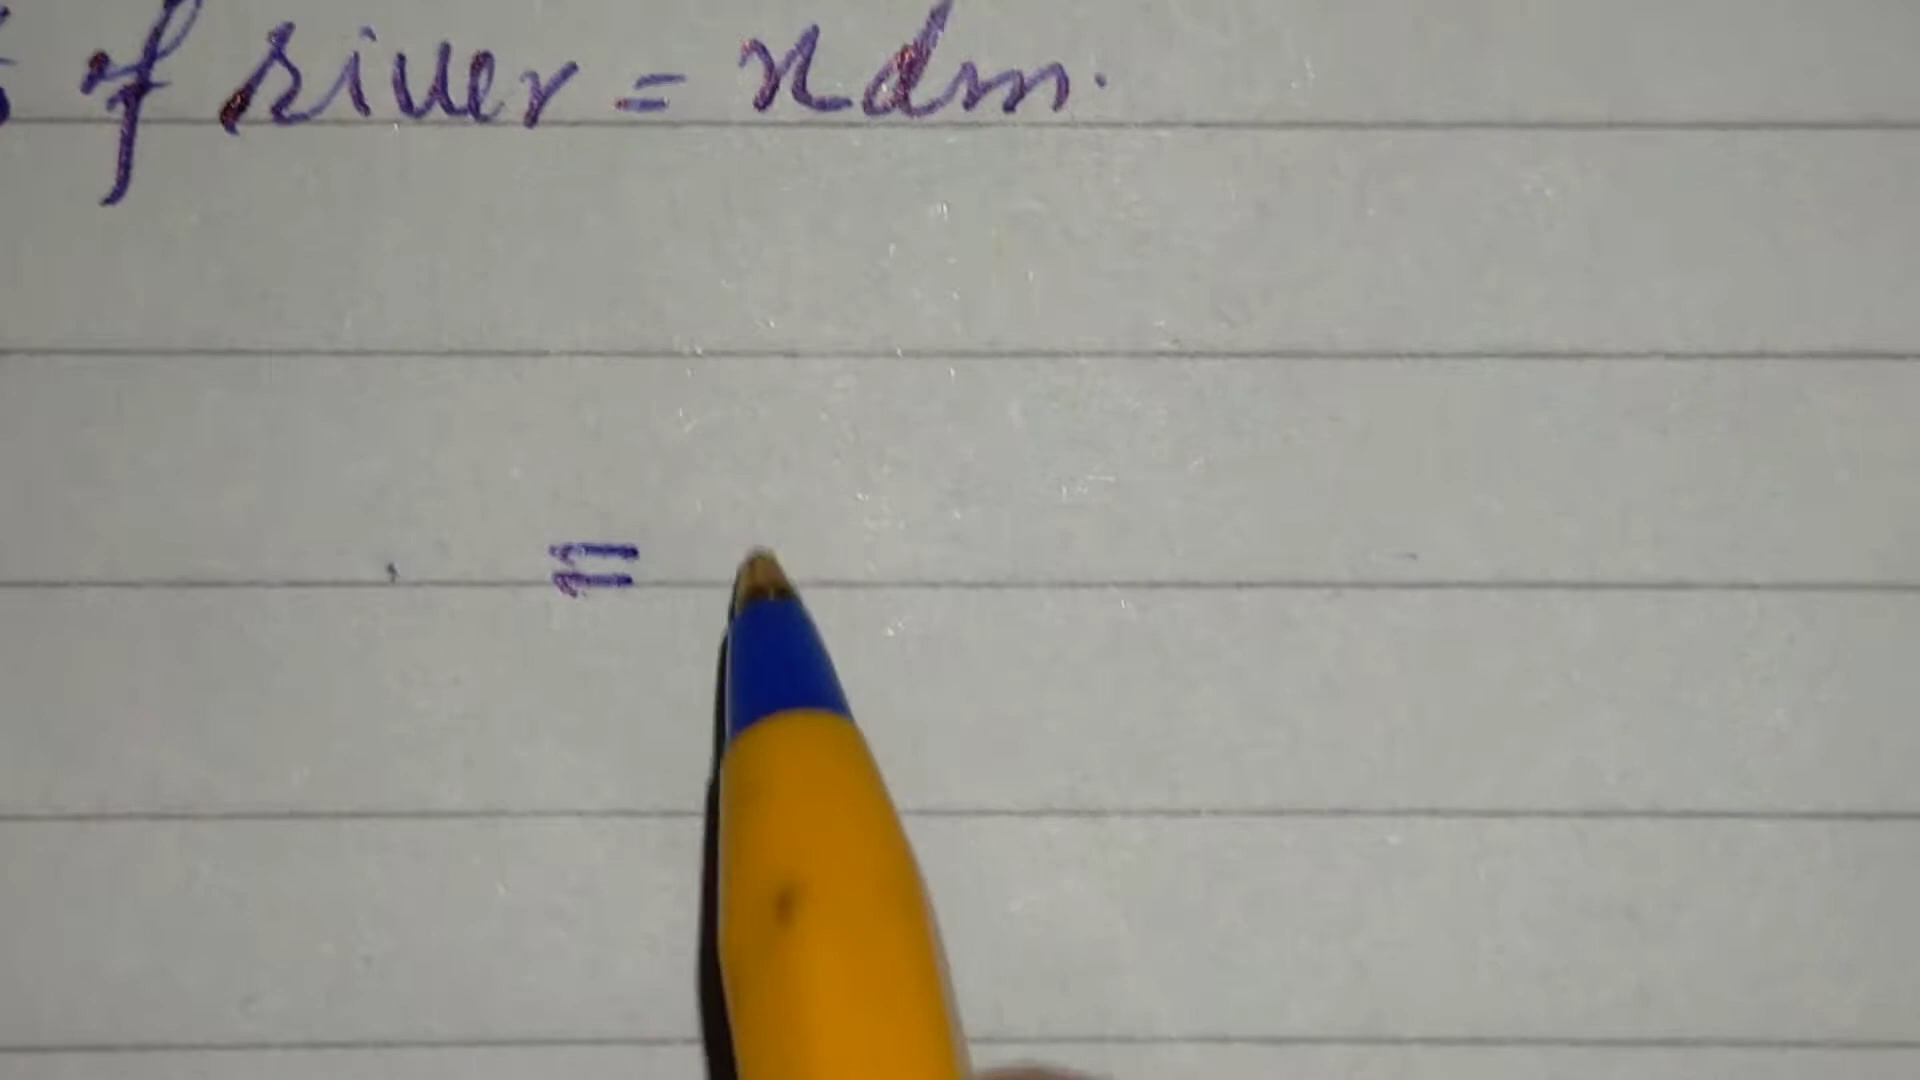 of river = x dm.
=